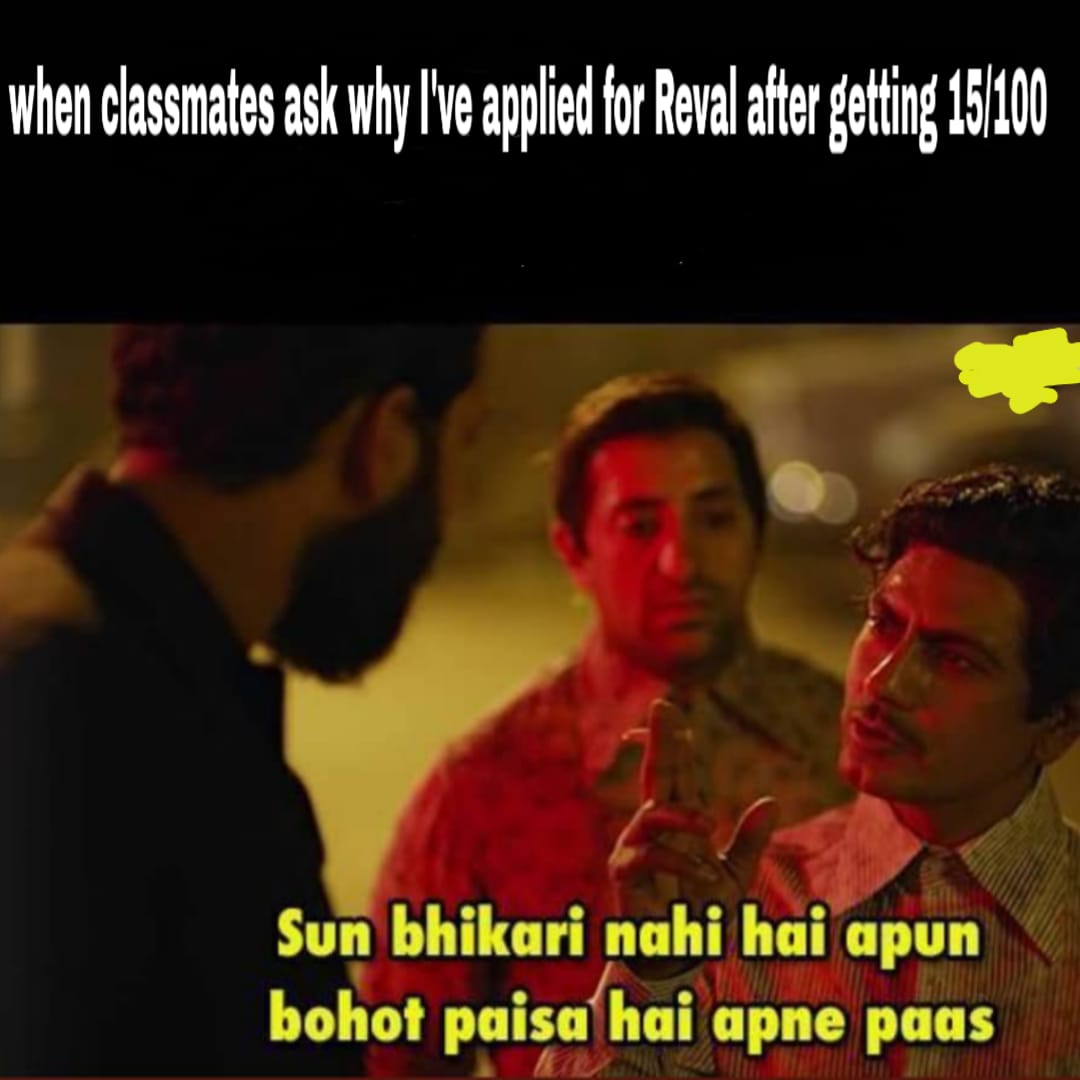 when classmates ask why I've applied for Reval after getting 15/100
Sun bhikari nahi hai apun
bohot paisa hai apne paas